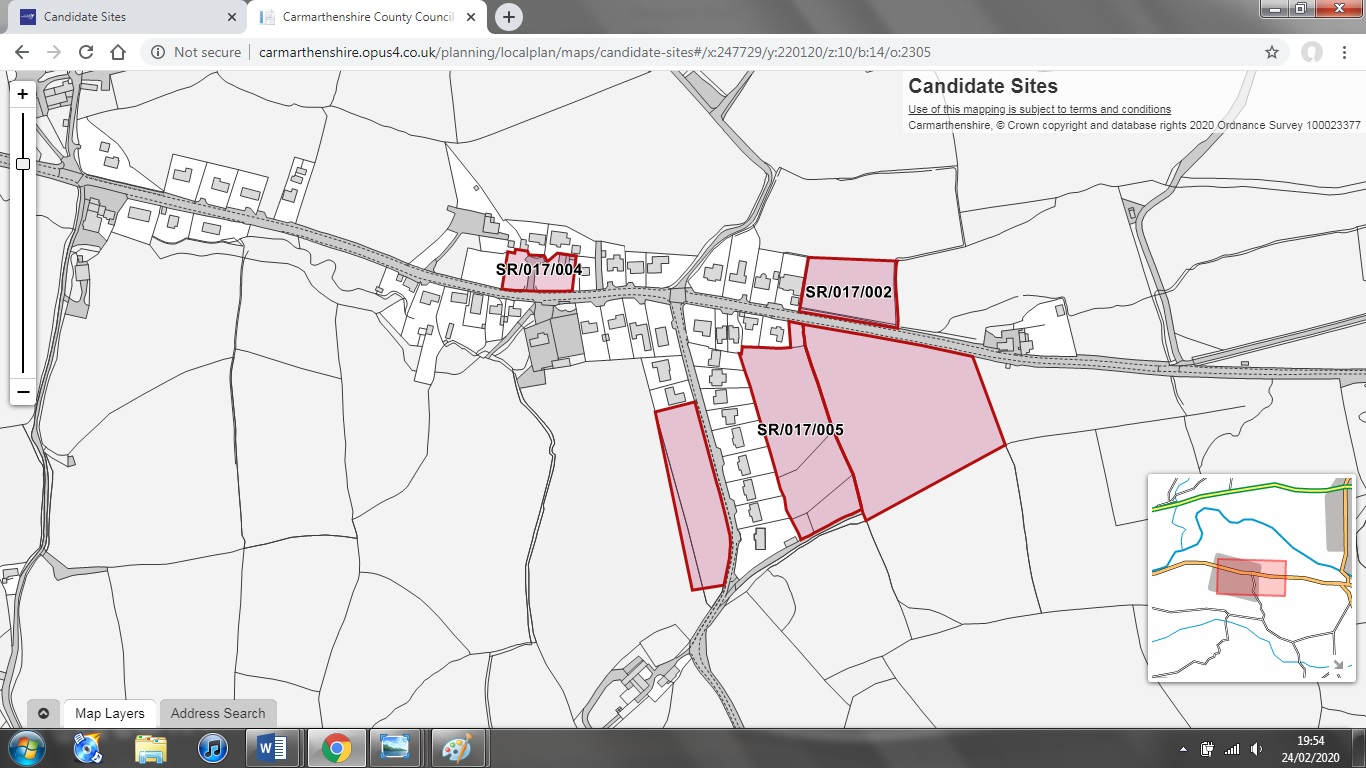 Candidate Sites
Carmarthenshire County Council
Not secure
carmarthenshire.opus4.co.uk/planning/localplan/maps/candidate-sites#/x:247729/y:220120/z:10/b:14/o:2305
Candidate Sites
Use of this mapping is subject to terms and conditions
Carmarthenshire, © Crown copyright and database rights 2020 Ordnance Survey 100023377
SR/017/004
SR/017/002
SR/017/005
Map Layers
Address Search
19:54
24/02/2020